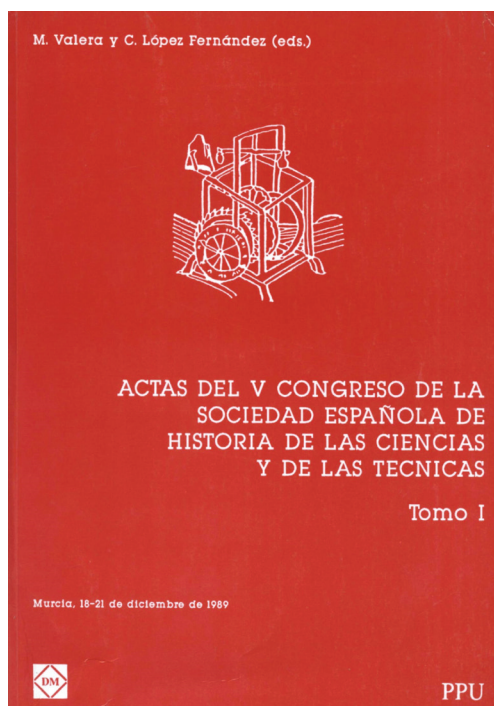 M. Valera y C. López Fernández (eds.)
ACTAS DEL V CONGRESO DE LA
SOCIEDAD ESPAÑOLA DE
HISTORIA DE LAS CIENCIAS
Y DE LAS TECNICAS
Tomo I
Murcia, 18-21 de diciembre de 1989
DM
PPU